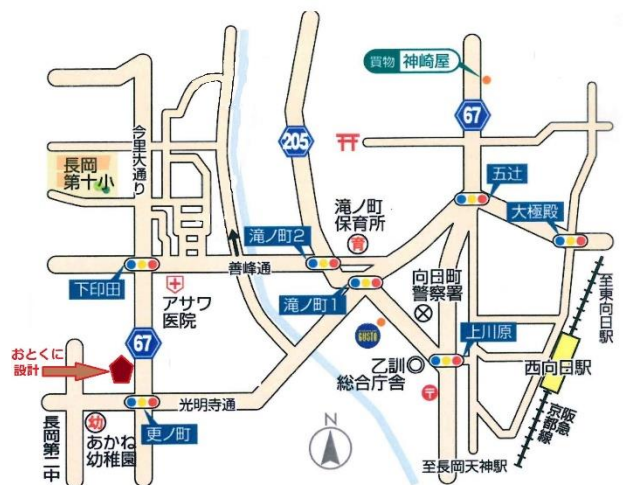 買物 神崎屋
67
205
今里大通り
長岡
第十小
五辻
大極殿
滝ノ町
保育所
育
滝ノ町2
善峰通
下印田
アサワ
医院
滝ノ町1
向日町
警察署
至東向日駅
GUSTO
上川原
67
おとくに
設計
乙訓
総合庁舎
西向日駅
〒
光明寺通
幼
あかね
幼稚園
更ノ町
長岡第二中
N
阪急
京都線
至長岡天神駅